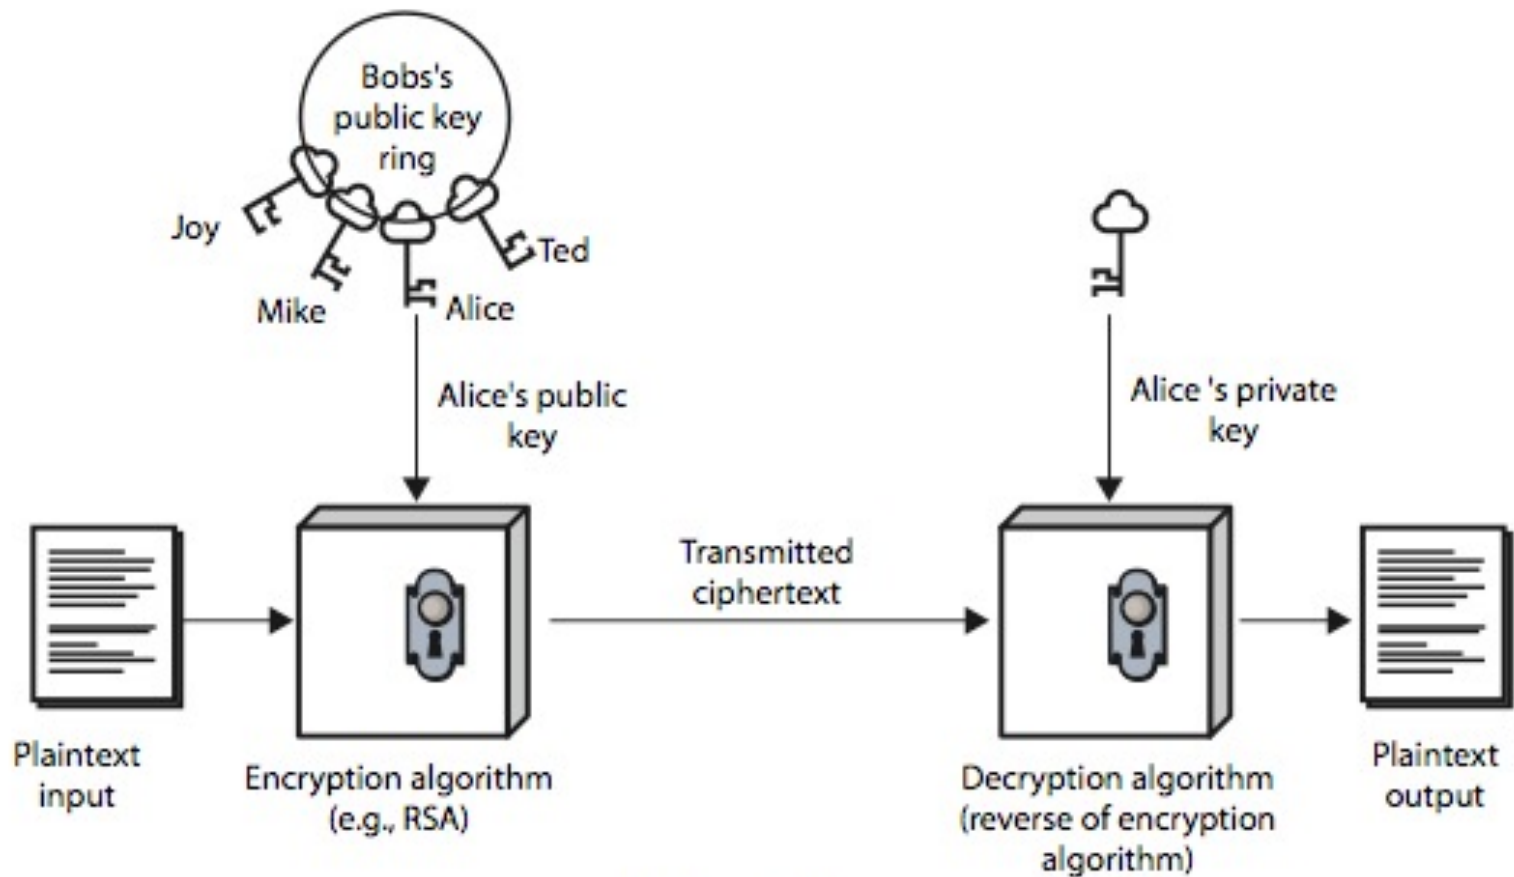 Bobs's
public key
ring
Joy
Mike
Alice
Ted
Alice's public
key
Alice 's private
key
Transmitted
ciphertext
Plaintext
input
Encryption algorithm
(e.g., RSA)
Decryption algorithm
(reverse of encryption
algorithm)
Plaintext
output